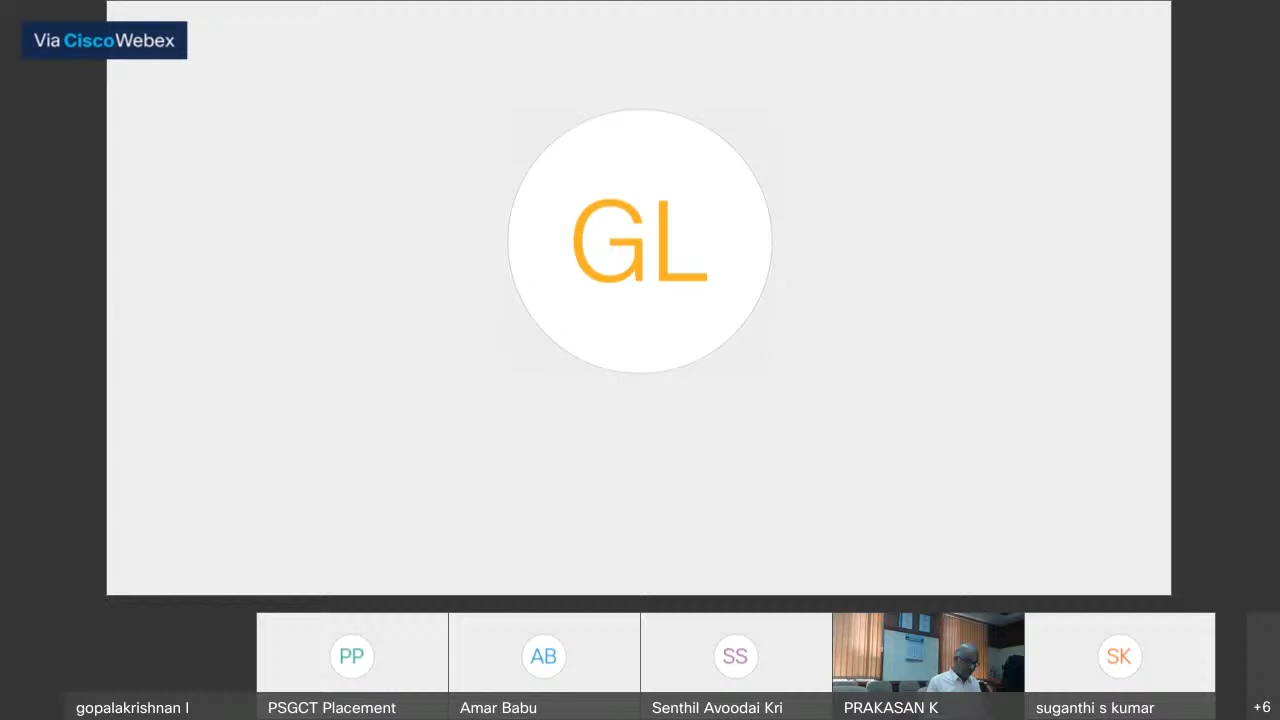 Via CiscoWebex
GL
PP
AB
SS
SK
gopalakrishnan l
PSGCT Placement
Amar Babu
Senthil Avoodai Kri
PRAKASAN K
suganthi s kumar
+6